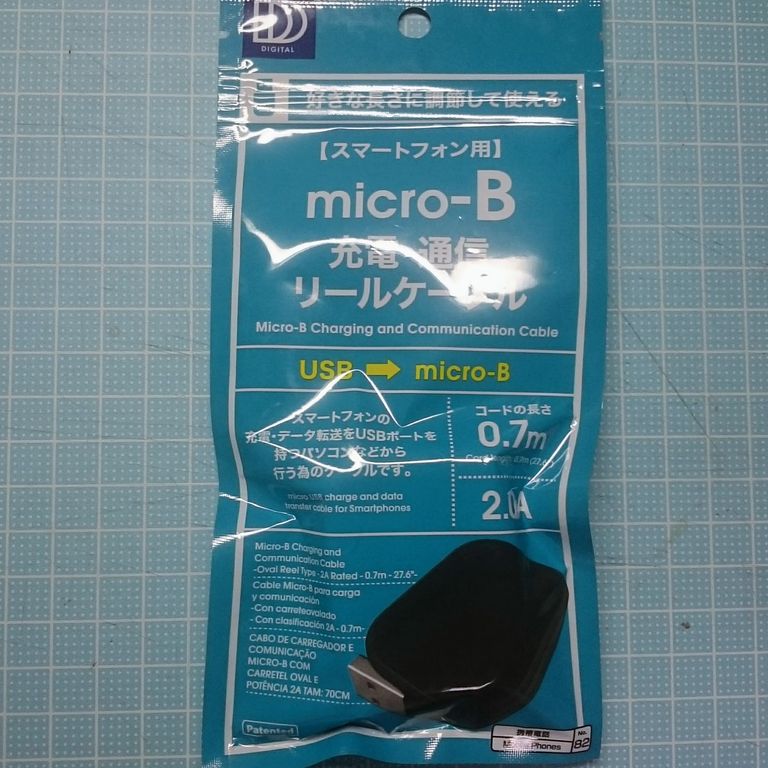 DIGITAL
好きな長さに調節して使える
【スマートフォン用】
micro-B
充電・通信
リールケーブル
Micro-B Charging and Communication Cable
USB ➡ micro-B
スマートフォンの
充電・データ転送をUSBポートを
持つパソコンなどから
行う為のケーブルです。
micro USB charge and data
transfer cable for Smartphones
コードの長さ
0.7m
Cord length 0.7m (27.6")
2.0A
Micro-B Charging and
Communication Cable
-Oval Reel Type - 2A Rated - 0.7m - 27.6"-
Cable Micro-B para carga
y comunicación
- Con carreteovalado
- Con clasificación 2A - 0.7m-
CABO DE CARREGADOR E
COMUNICAÇÃO
MICRO-B COM
CARRETEL OVAL E
POTÊNCIA 2A TAM: 70CM
Patented
携帯電話
Mobile Phones
No.
82